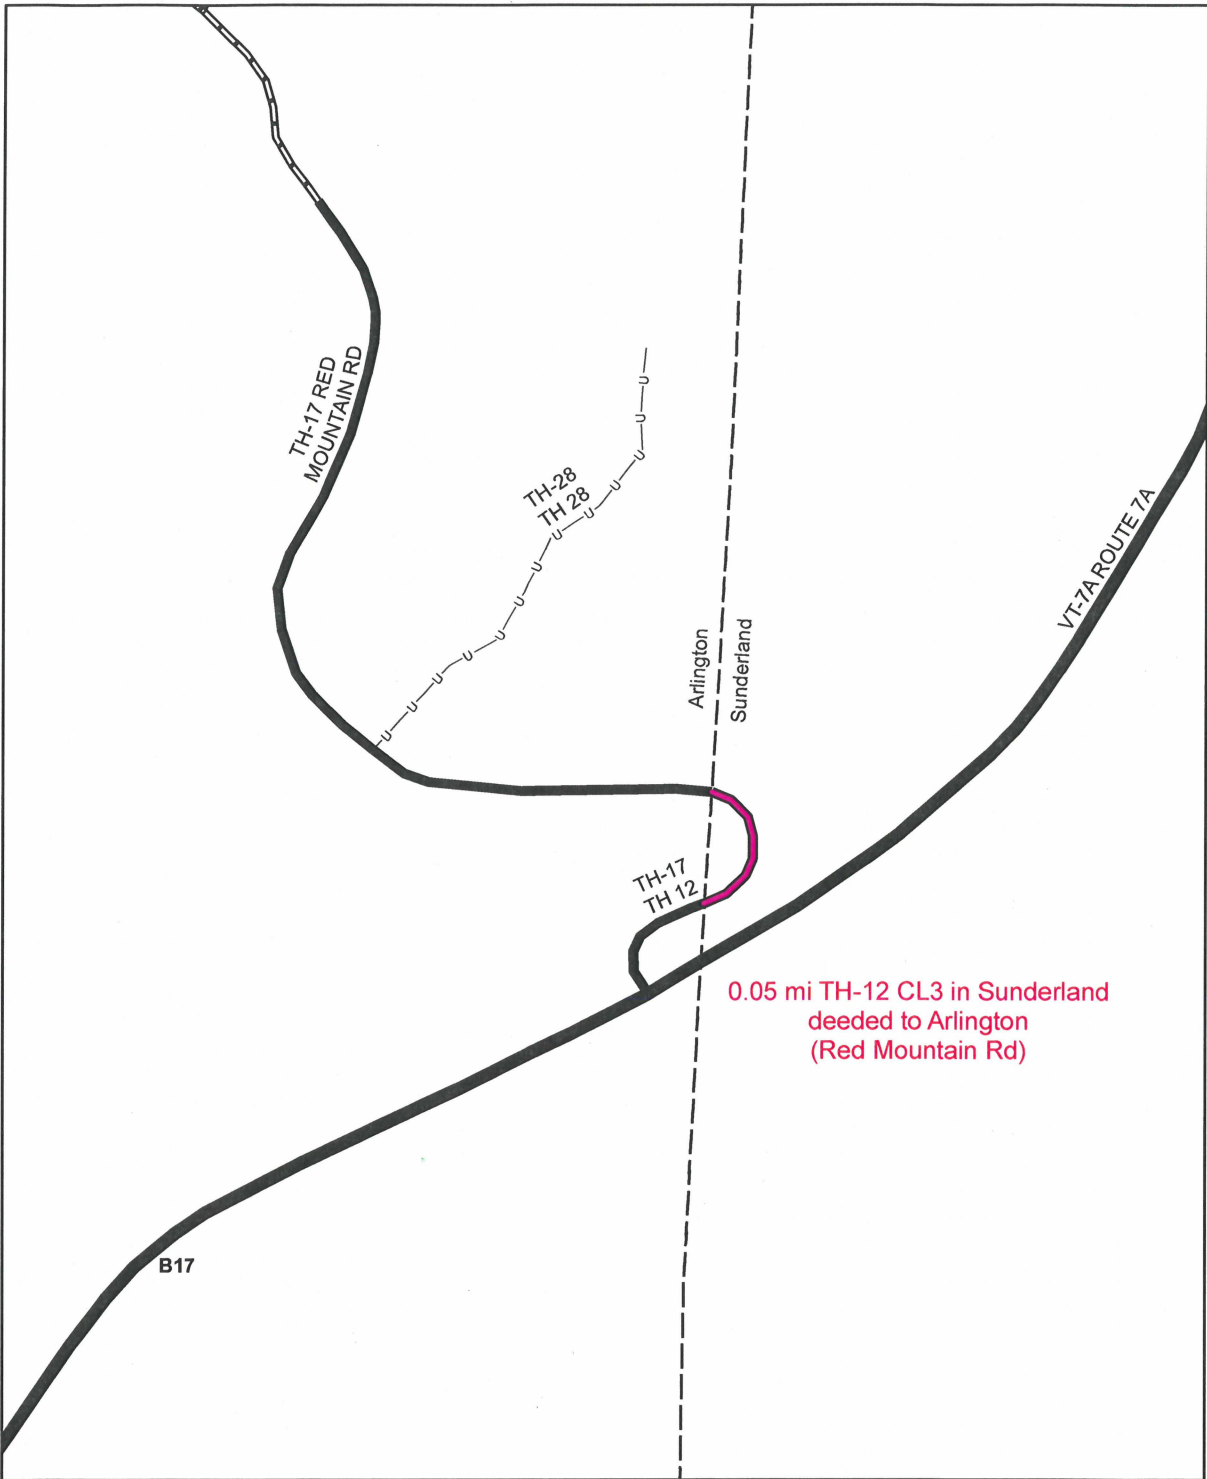 TH-17 RED
MOUNTAIN RD
TH-28
TH 28
U
U
U
U
U
U
U
U
U
U
U
U
U
U
VT-7A ROUTE 7A
Arlington
Sunderland
TH-17
TH 12
0.05 mi TH-12 CL3 in Sunderland
deeded to Arlington
(Red Mountain Rd)
B17